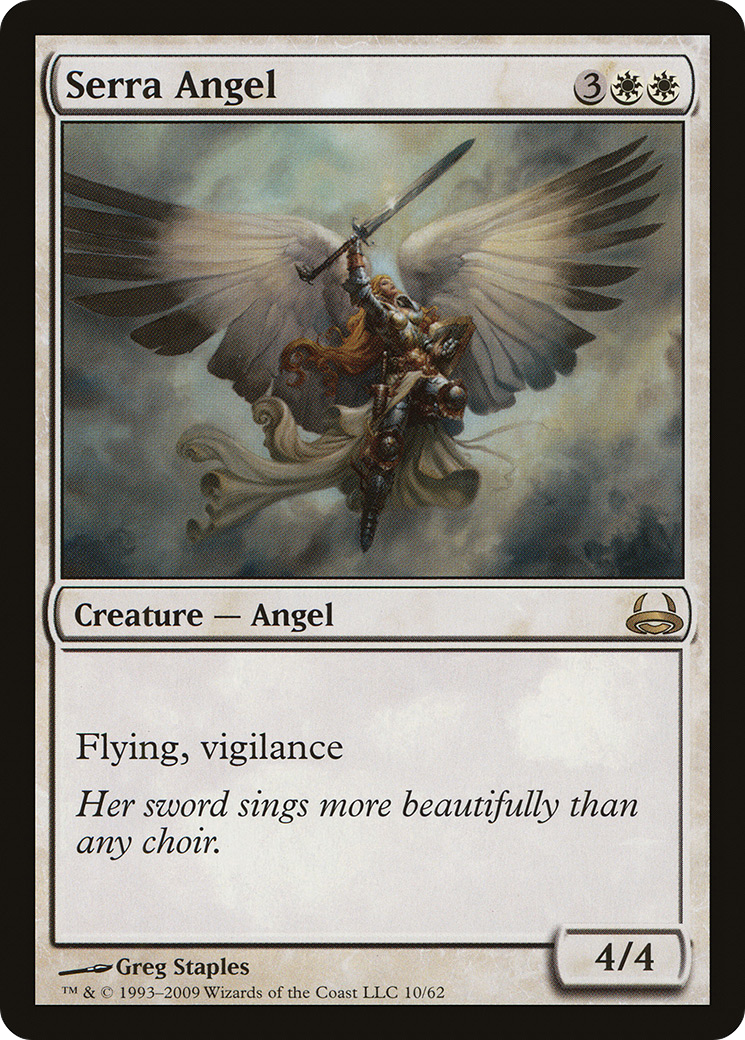 Serra Angel 3
Creature — Angel
Flying, vigilance
Her sword sings more beautifully than
any choir.
4/4
Greg Staples
™ & © 1993–2009 Wizards of the Coast LLC 10/62